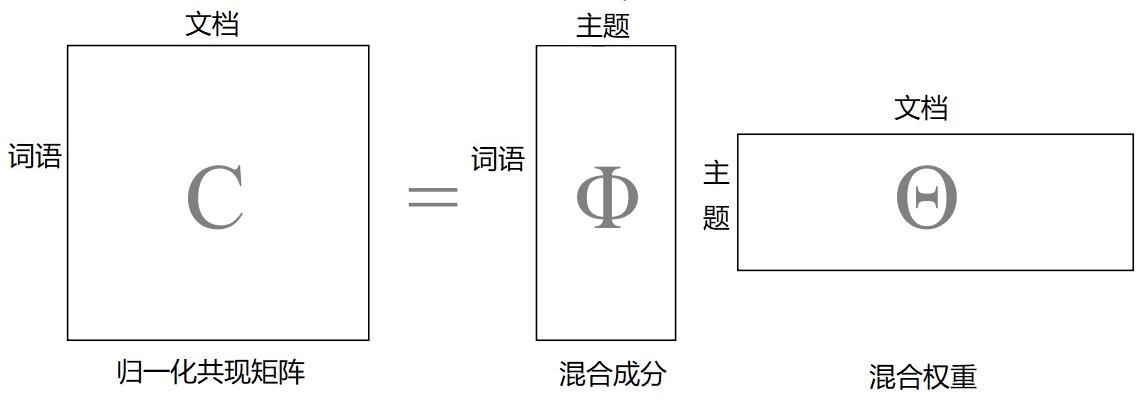 文档
词语
C
归一化共现矩阵
=
主题
词语
Φ
混合成分
文档
主
题
Θ
混合权重